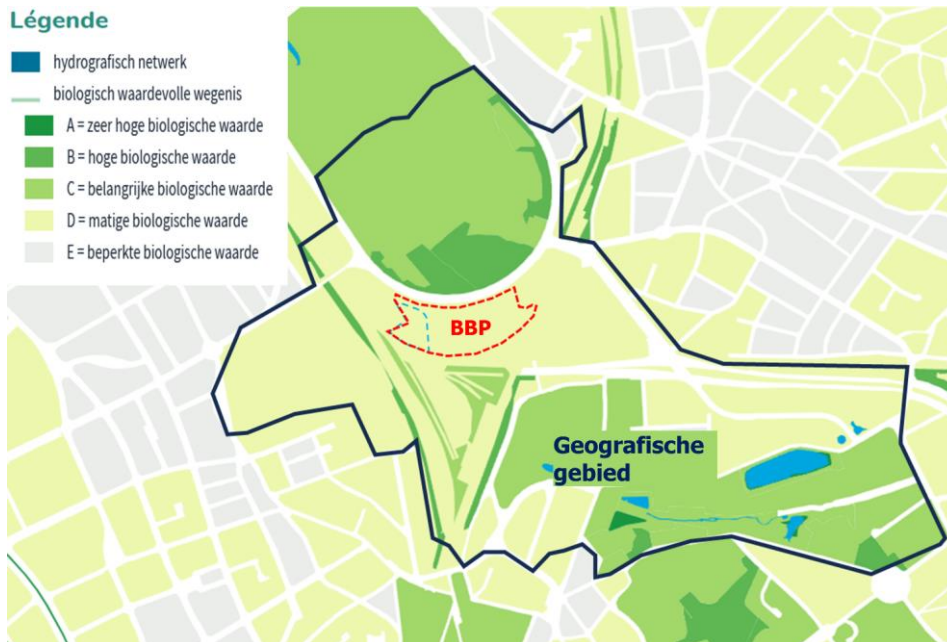 Légende
hydrografisch netwerk
biologisch waardevolle wegenis
A = zeer hoge biologische waarde
B = hoge biologische waarde
C = belangrijke biologische waarde
D = matige biologische waarde
E = beperkte biologische waarde
BBP
Geografische
gebied